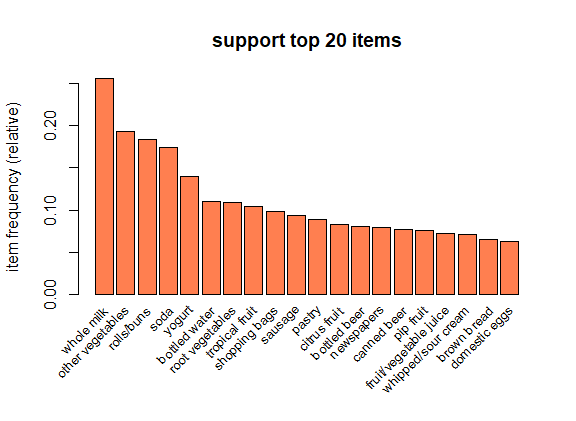 support top 20 items
item frequency (relative)
0.20
0.10
0.00
whole milk
other vegetables
rolls/buns
soda
yogurt
bottled water
root vegetables
tropical fruit
shopping bags
sausage
pastry
citrus fruit
bottled beer
newspapers
canned beer
pip fruit
fruit/vegetable juice
whipped/sour cream
brown bread
domestic eggs